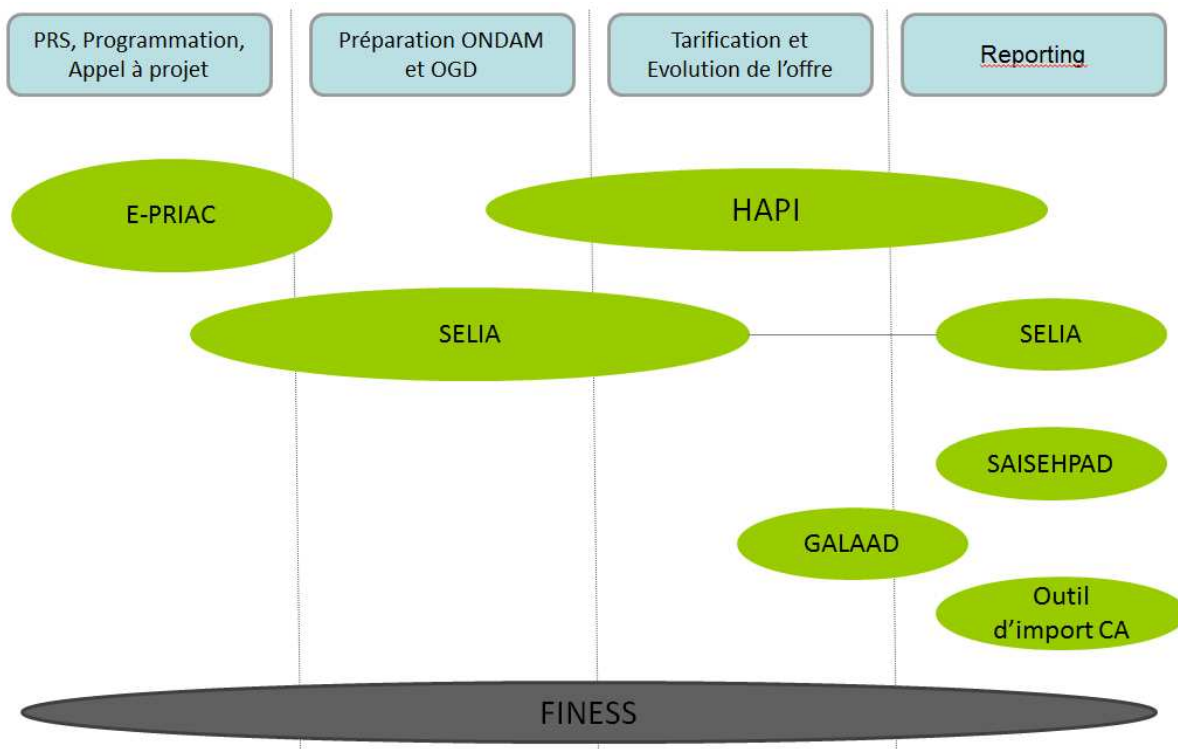 PRS, Programmation,
Appel à projet
Préparation ONDAM
et OGD
Tarification et
Evolution de l'offre
Reporting
E-PRIAC
HAPI
SELIA
SELIA
SAISEHPAD
GALAAD
Outil
d'import CA
FINESS